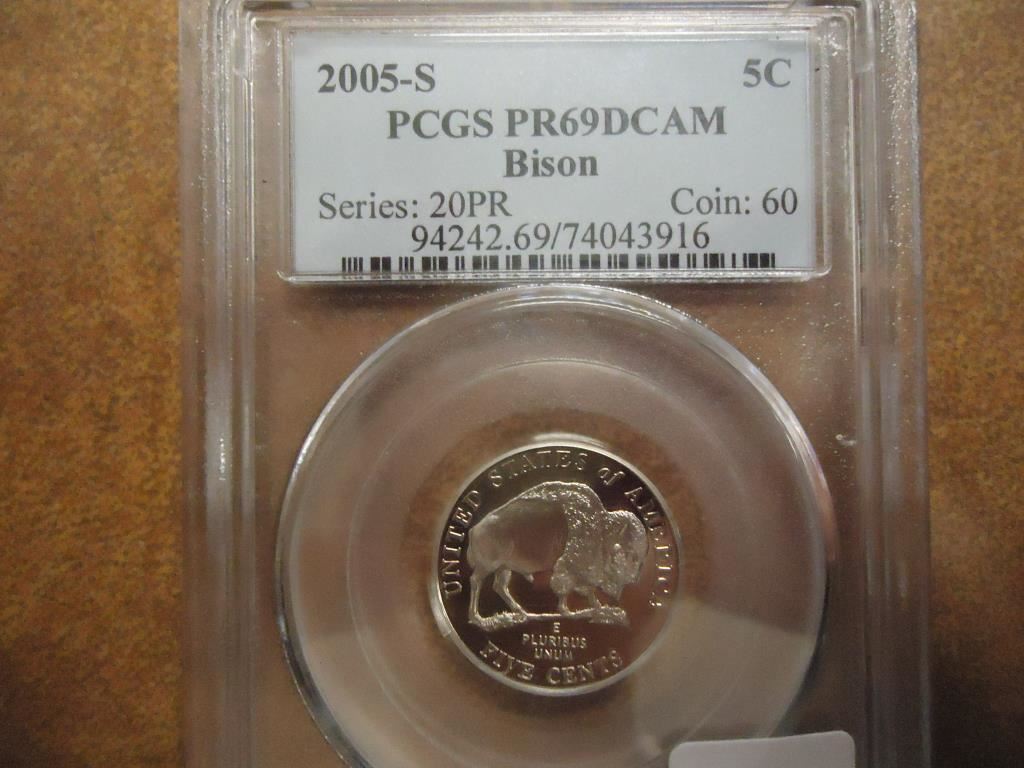 2005-S 5C
PCGS PR69DCAM
Bison
Series: 20PR Coin: 60
94242.69/74043916
UNITED STATES of AMERICA
E
PLURIBUS
UNUM
FIVE CENTS